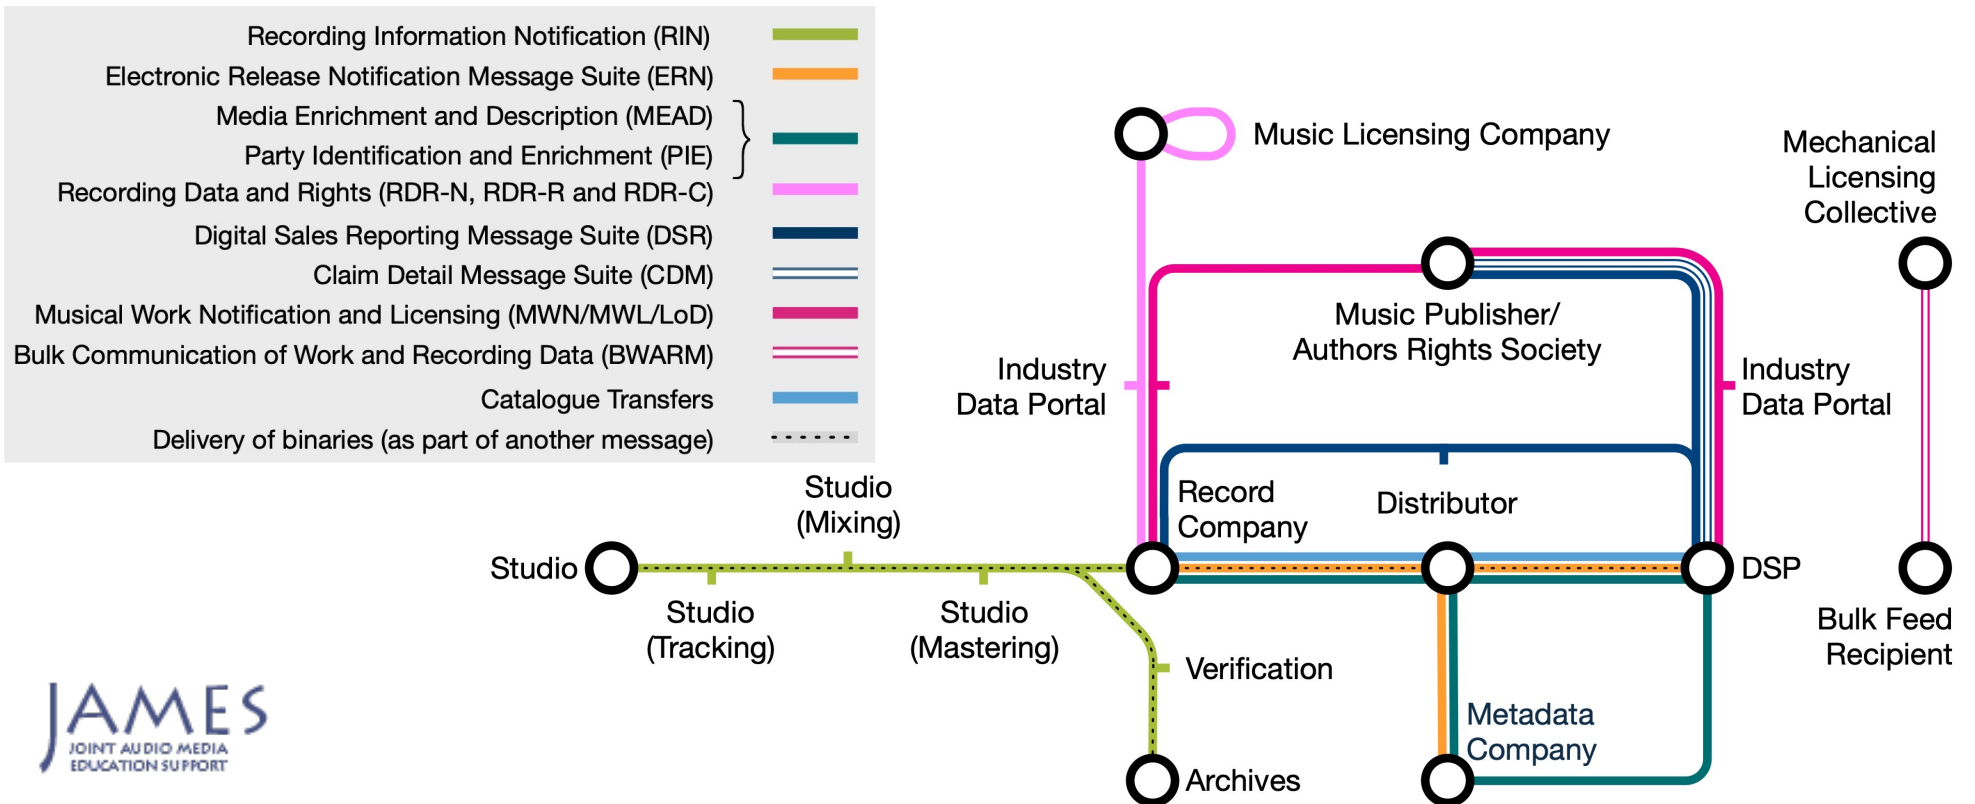 Recording Information Notification (RIN)
Electronic Release Notification Message Suite (ERN)
Media Enrichment and Description (MEAD)
Party Identification and Enrichment (PIE)
Recording Data and Rights (RDR-N, RDR-R and RDR-C)
Digital Sales Reporting Message Suite (DSR)
Claim Detail Message Suite (CDM)
Musical Work Notification and Licensing (MWN/MWL/LoD)
Bulk Communication of Work and Recording Data (BWARM)
Catalogue Transfers
Delivery of binaries (as part of another message)
Music Licensing Company
Mechanical
Licensing
Collective
Music Publisher/
Authors Rights Society
Industry
Data Portal
Industry
Data Portal
Record
Company
Distributor
Studio
(Mixing)
Studio
DSP
Studio
(Tracking)
Studio
(Mastering)
Bulk Feed
Recipient
Verification
Metadata
Company
Archives
JAMES
JOINT AUDIO MEDIA
EDUCATION SUPPORT